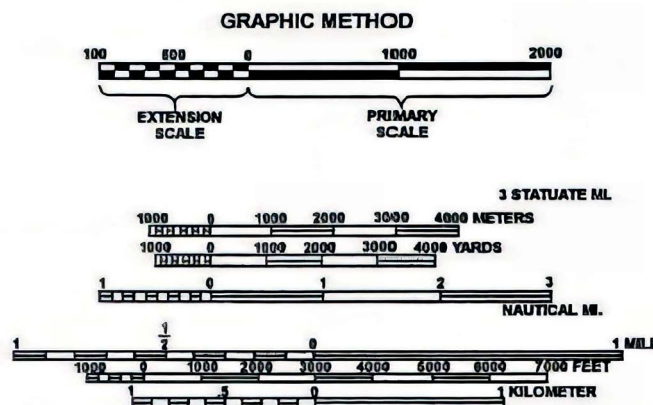 GRAPHIC METHOD
100 500 0 1000 2000
EXTENSION SCALE
PRIMARY SCALE
3 STATUATE MI.
1000 0 1000 2000 3000 4000 METERS
1000 0 1000 2000 3000 4000 YARDS
1 0 1 2 3
NAUTICAL MI.
1 1/2 0 1 MILE
1000 0 1000 2000 3000 4000 5000 6000 7000 FEET
1 .5 0 1 KILOMETER